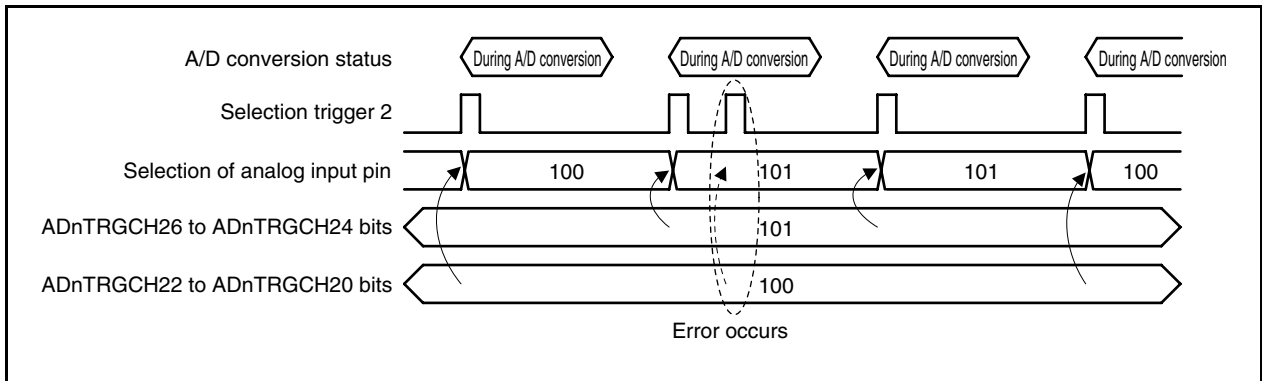 A/D conversion status During A/D conversion During A/D conversion During A/D conversion During A/D conversion
Selection trigger 2
Selection of analog input pin 100 101 101 100
ADnTRGCH26 to ADnTRGCH24 bits 101
ADnTRGCH22 to ADnTRGCH20 bits 100
Error occurs